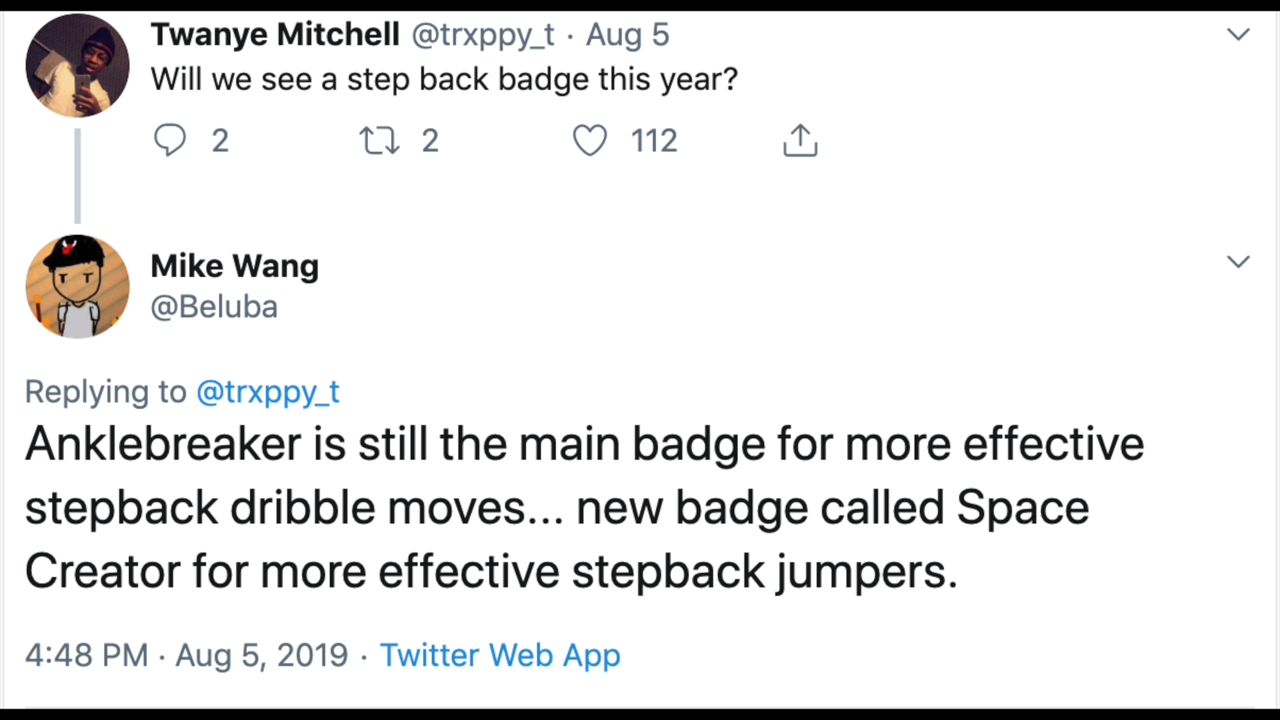 Twanye Mitchell @trxppy_t · Aug 5
Will we see a step back badge this year?
2 2 112
Mike Wang
@Beluba
Replying to @trxppy_t
Anklebreaker is still the main badge for more effective
stepback dribble moves... new badge called Space
Creator for more effective stepback jumpers.
4:48 PM · Aug 5, 2019 · Twitter Web App